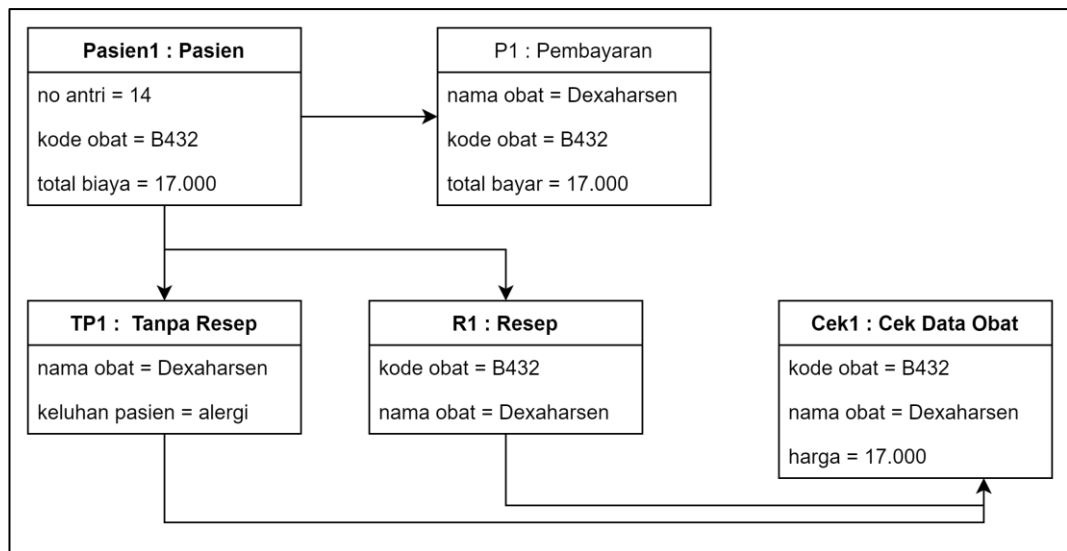 Pasien1 : Pasien
no antri = 14
kode obat = B432
total biaya = 17.000
P1 : Pembayaran
nama obat = Dexaharsen
kode obat = B432
total bayar = 17.000
TP1 : Tanpa Resep
nama obat = Dexaharsen
keluhan pasien = alergi
R1 : Resep
kode obat = B432
nama obat = Dexaharsen
Cek1 : Cek Data Obat
kode obat = B432
nama obat = Dexaharsen
harga = 17.000